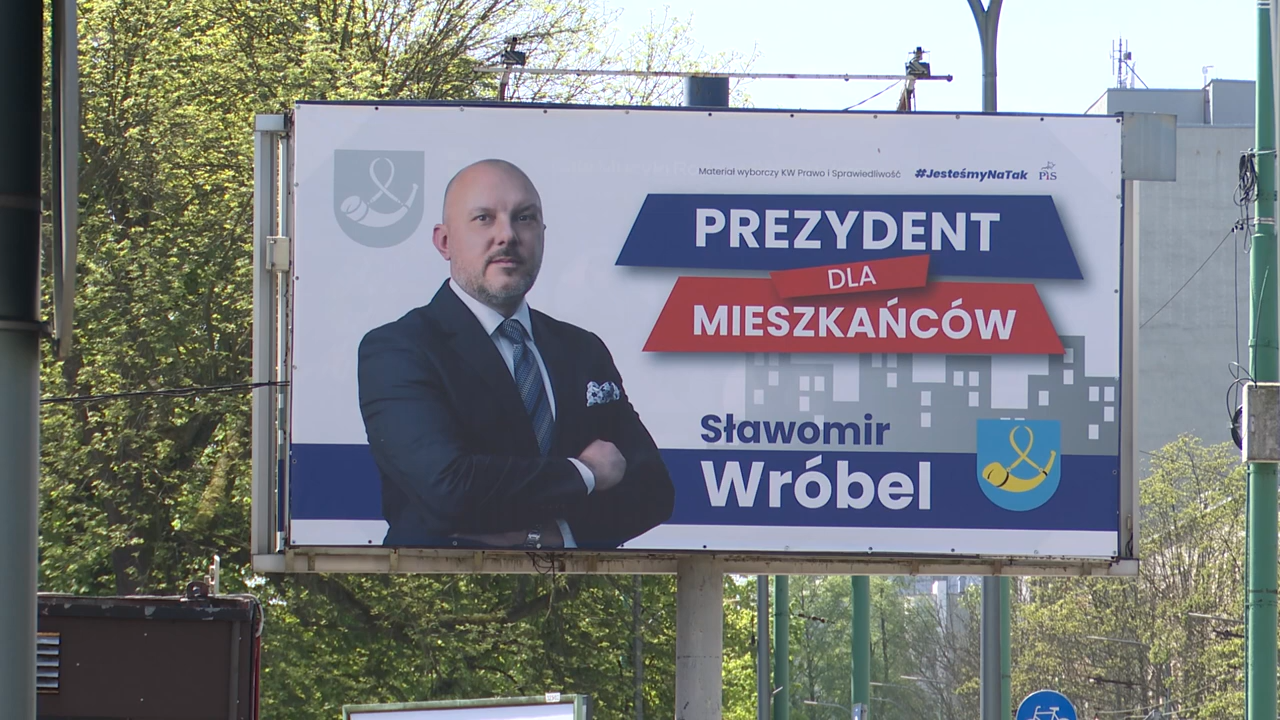 Materiał wyborczy KW Prawo i Sprawiedliwość #JesteśmyNaTak PiS
PREZYDENT
DLA
MIESZKAŃCÓW
Sławomir
Wróbel